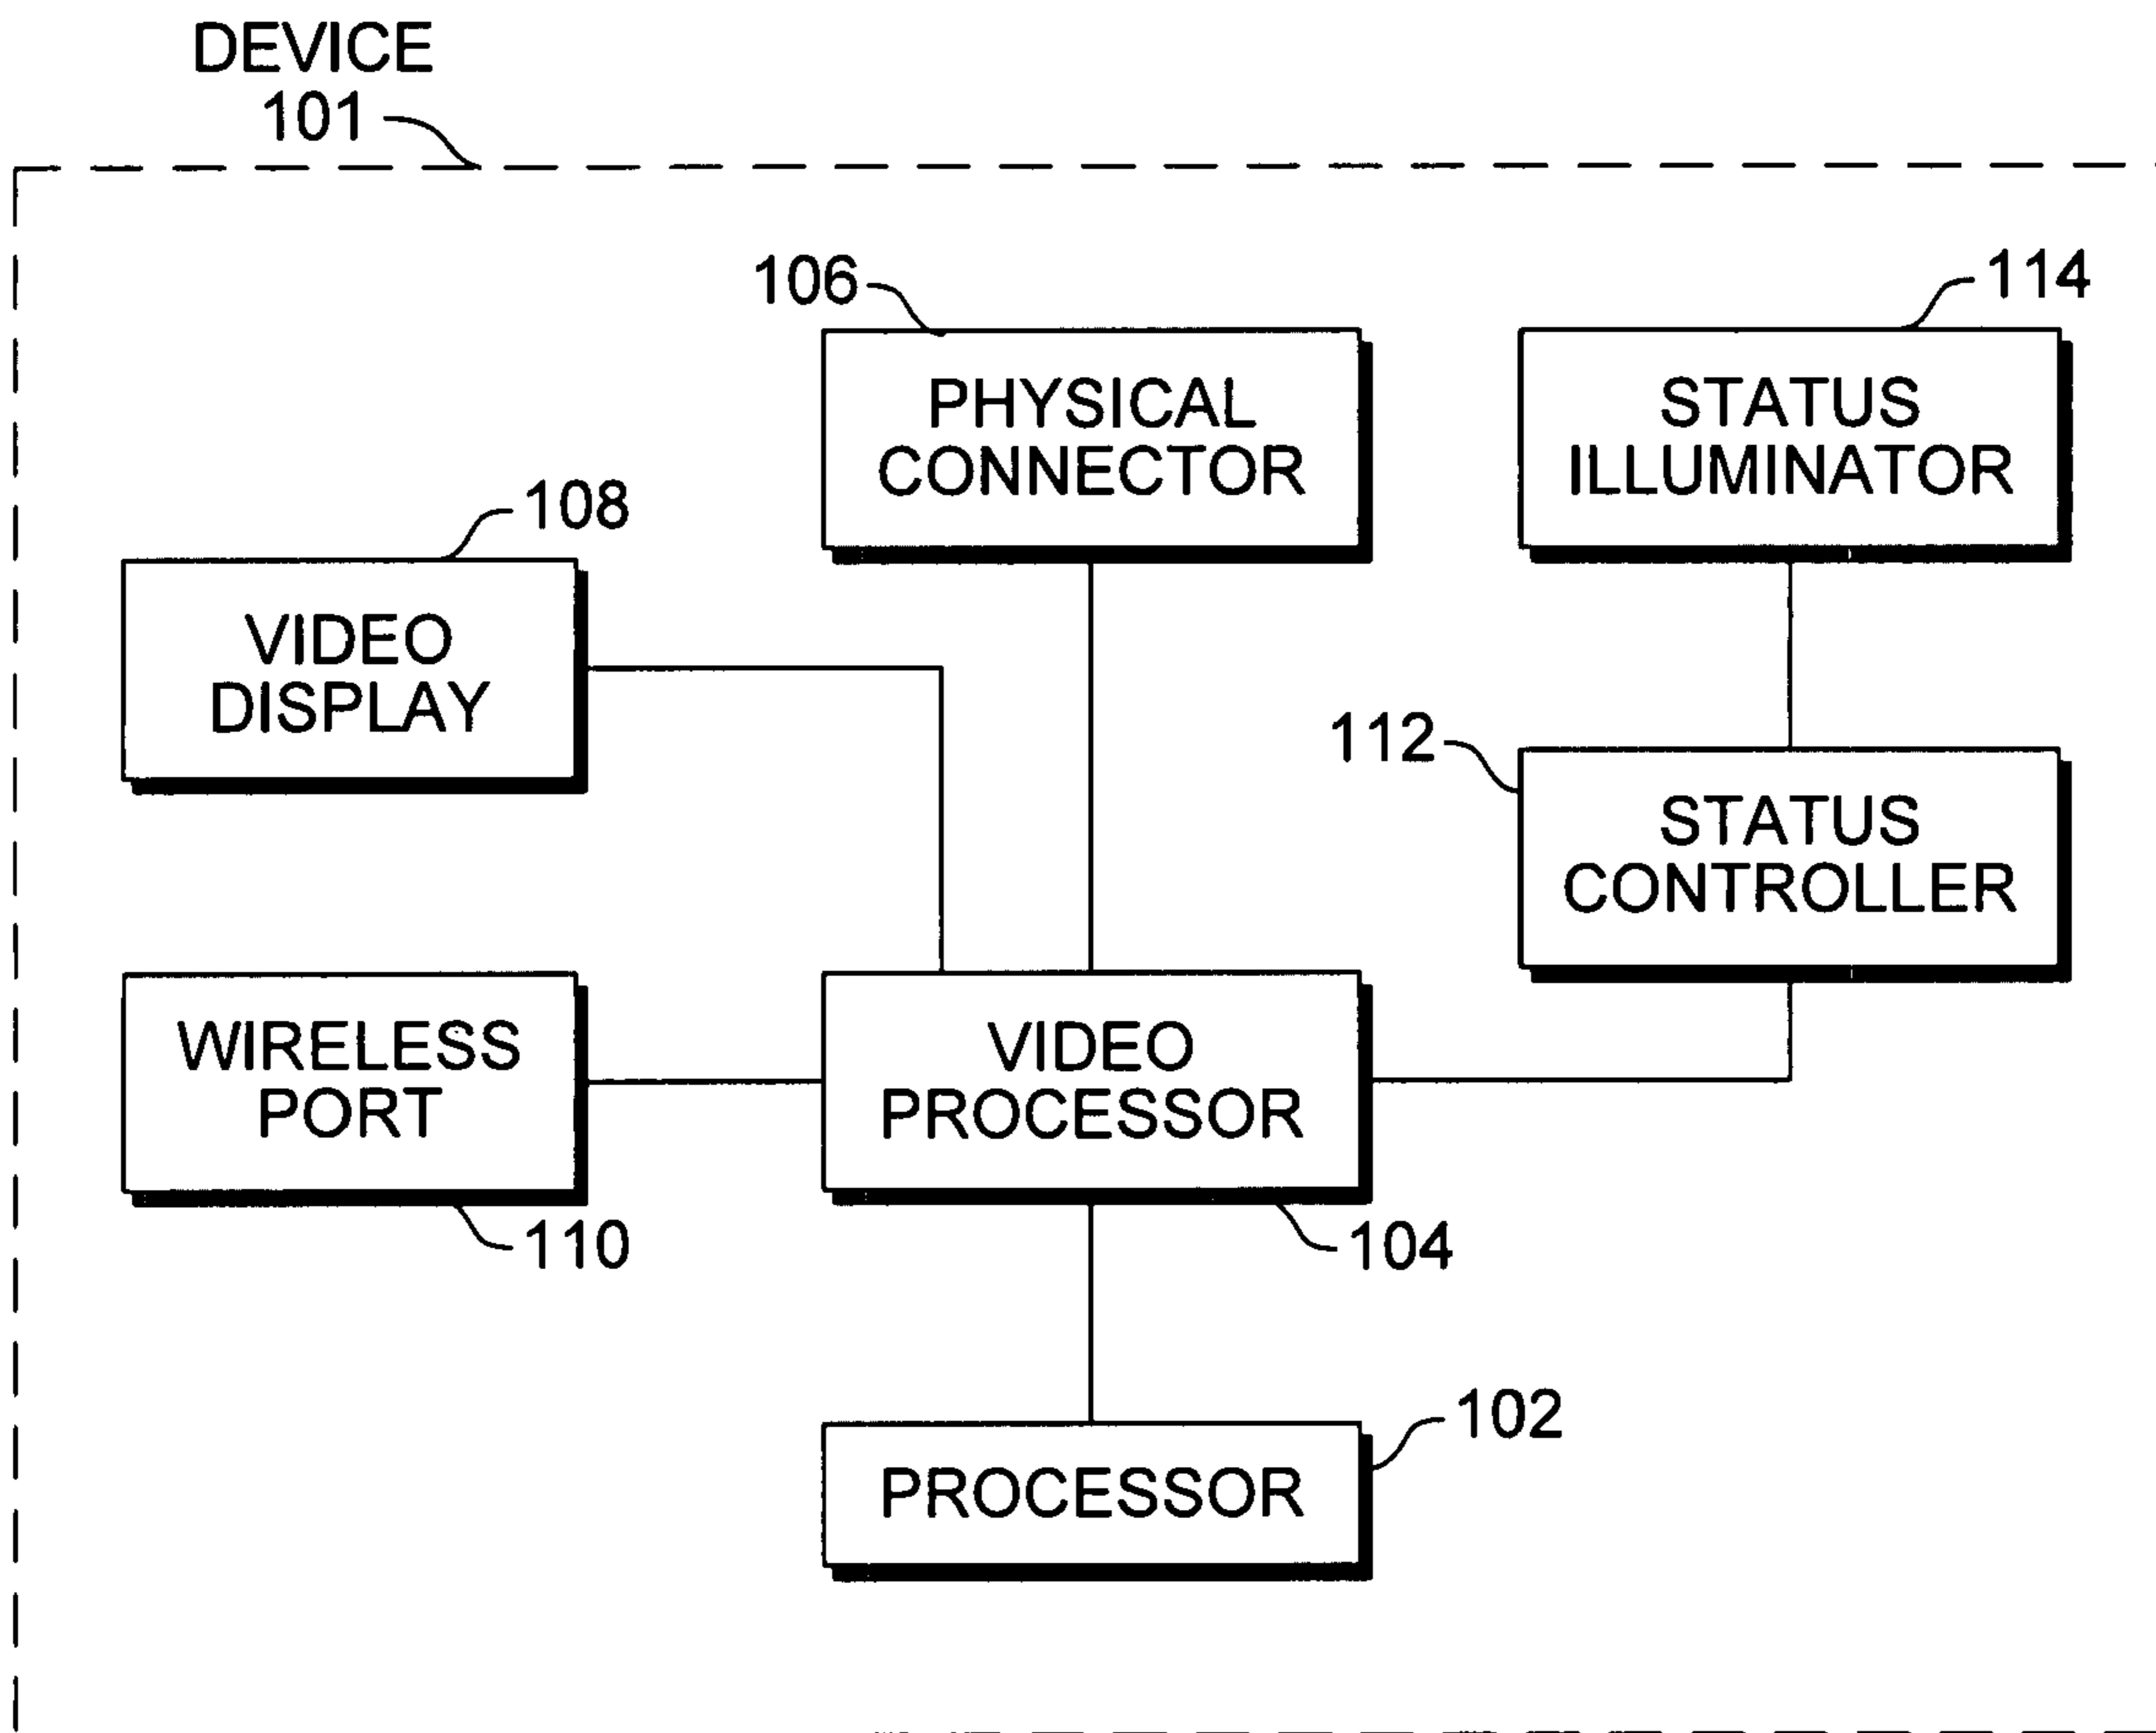 DEVICE
101
106
114
PHYSICAL
CONNECTOR
STATUS
ILLUMINATOR
108
VIDEO
DISPLAY
112
STATUS
CONTROLLER
WIRELESS
PORT
VIDEO
PROCESSOR
110
104
102
PROCESSOR